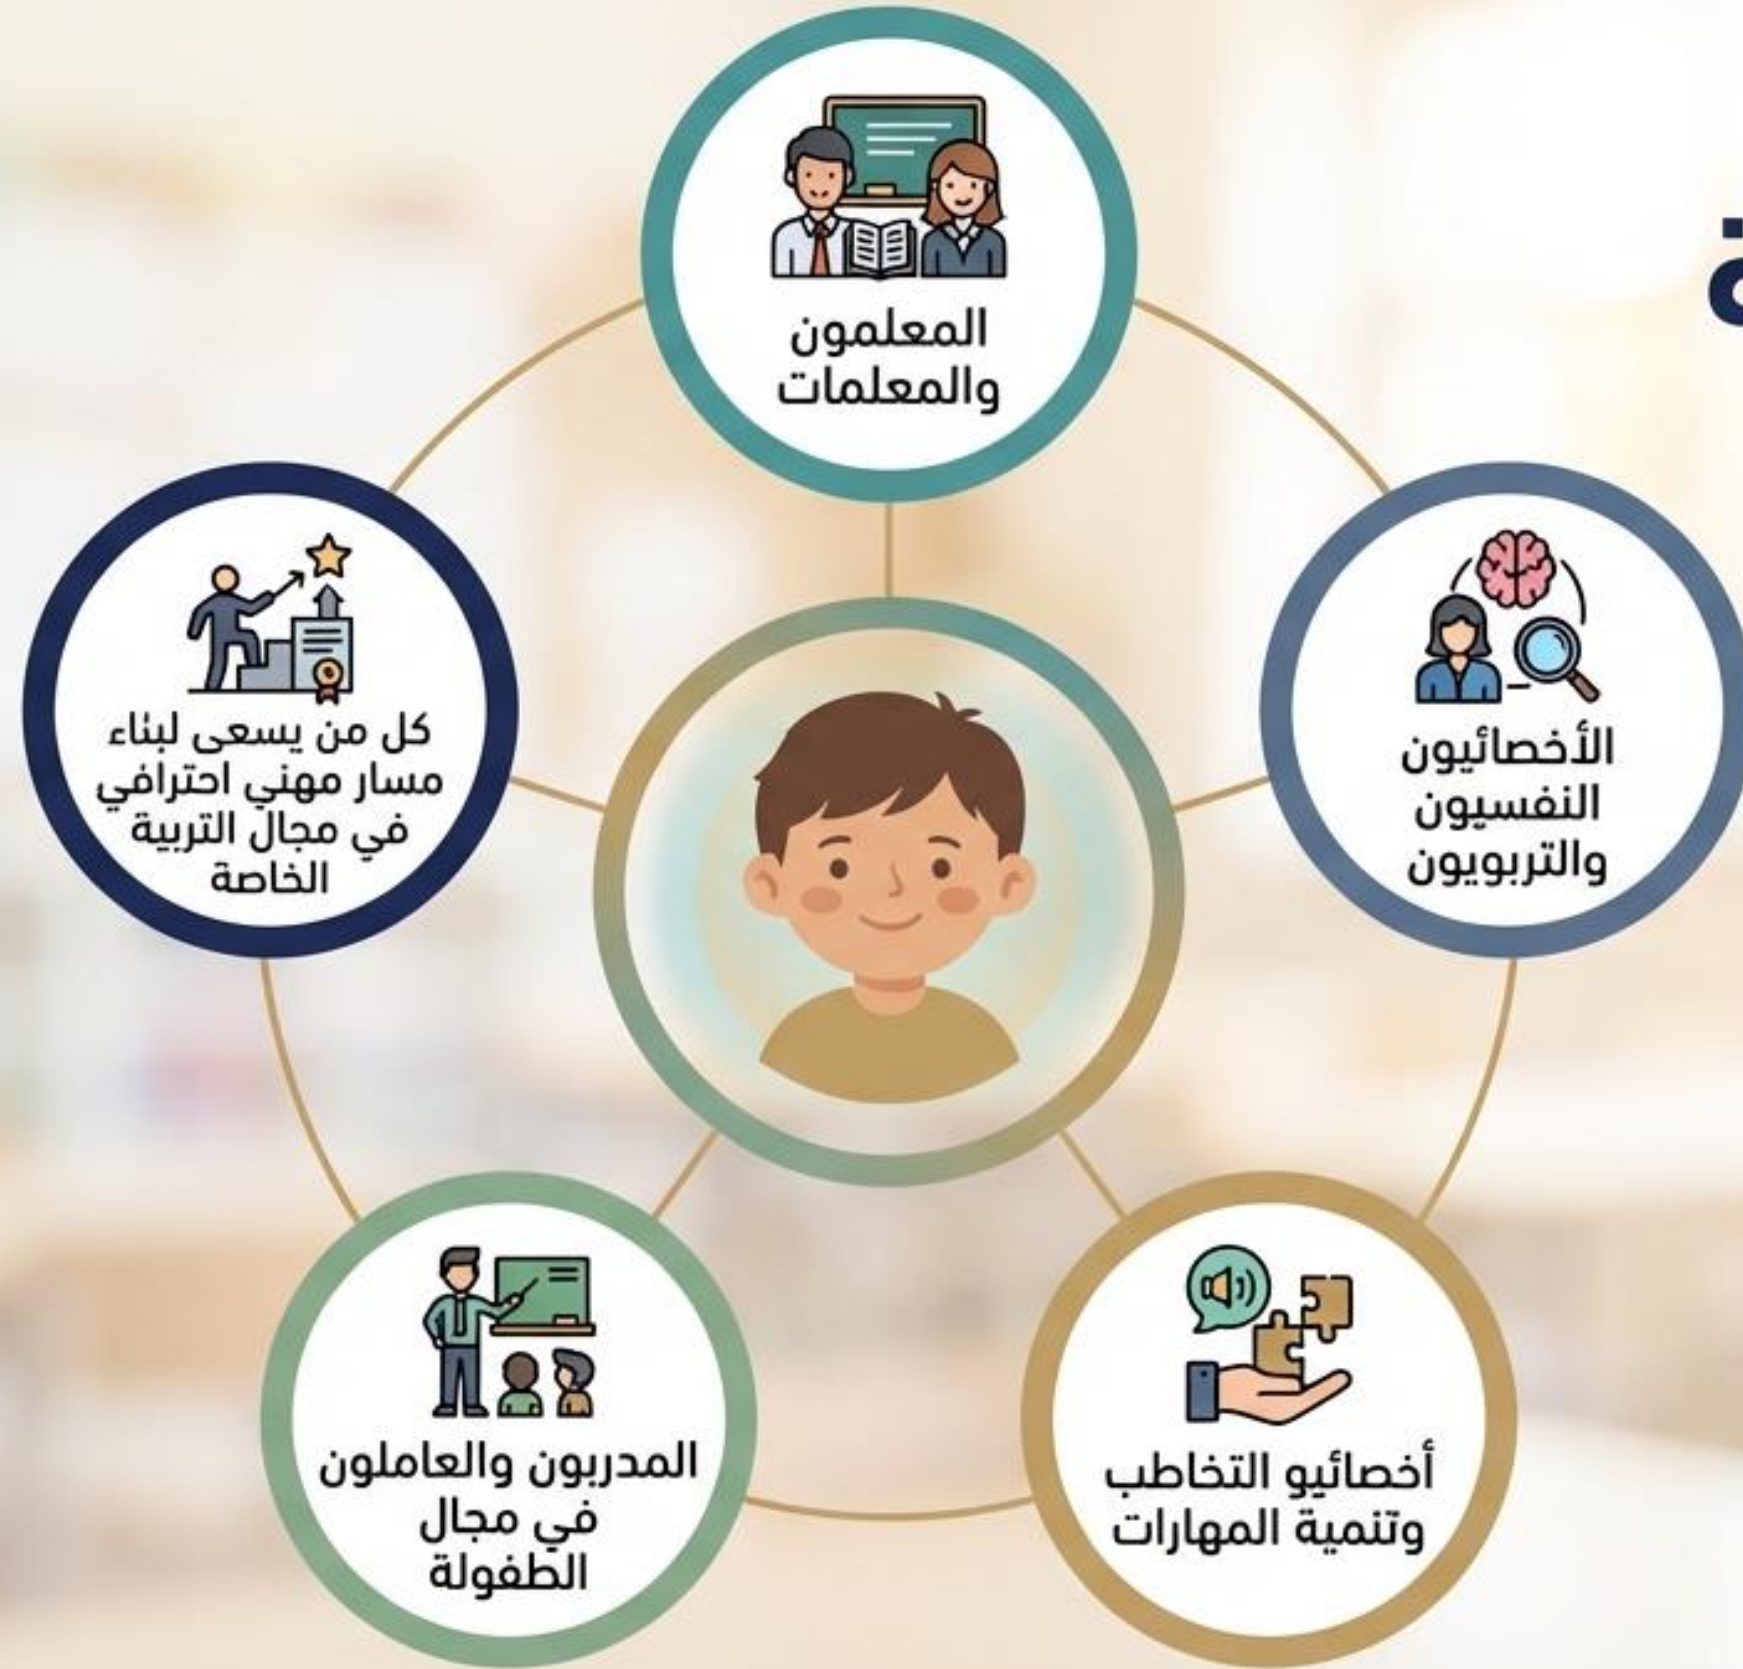 المعلمون
والمعلمات
الأخصائيون
النفسيون
والتربويون
أخصائيو التخاطب
وتنمية المهارات
المدربون والعاملون
في مجال
الطفولة
كل من يسعى لبناء
مسار مهني احترافي
في مجال التربية
الخاصة